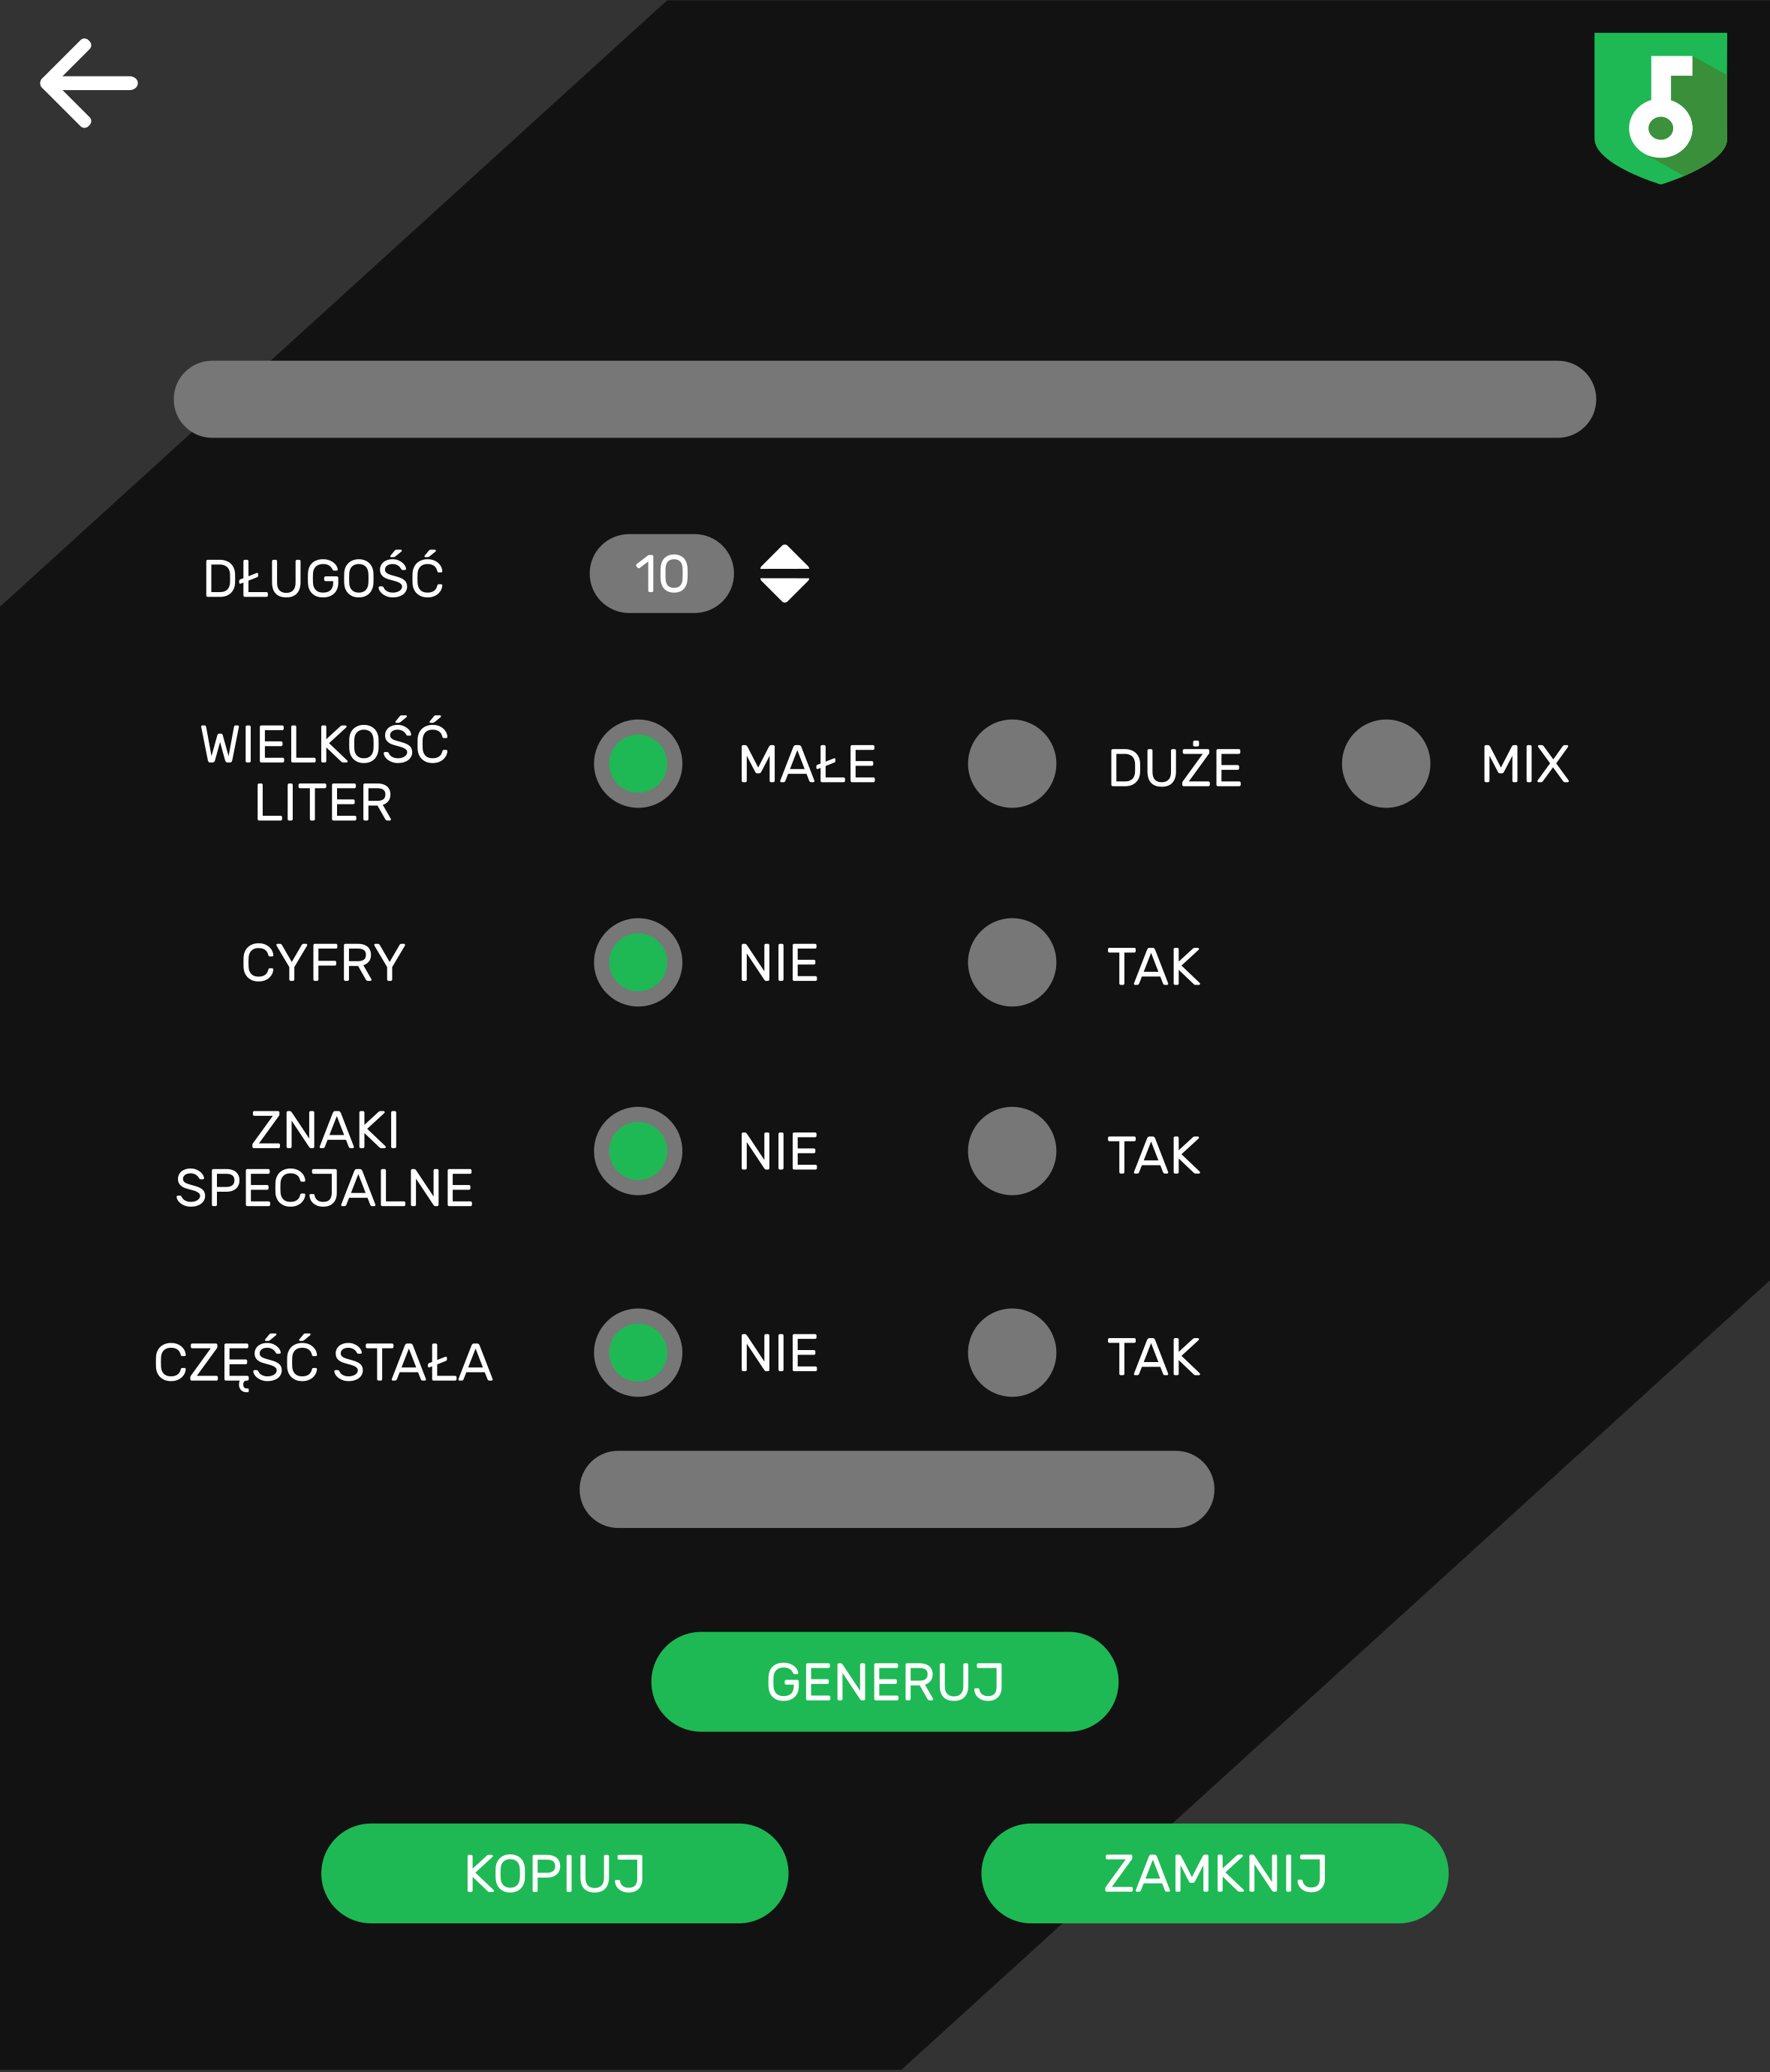 DŁUGOŚĆ 10
WIELKOŚĆ
LITER
MAŁE DUŻE MIX
CYFRY NIE TAK
ZNAKI
SPECJALNE
NIE TAK
CZĘŚĆ STAŁA NIE TAK
GENERUJ
KOPIUJ ZAMKNIJ